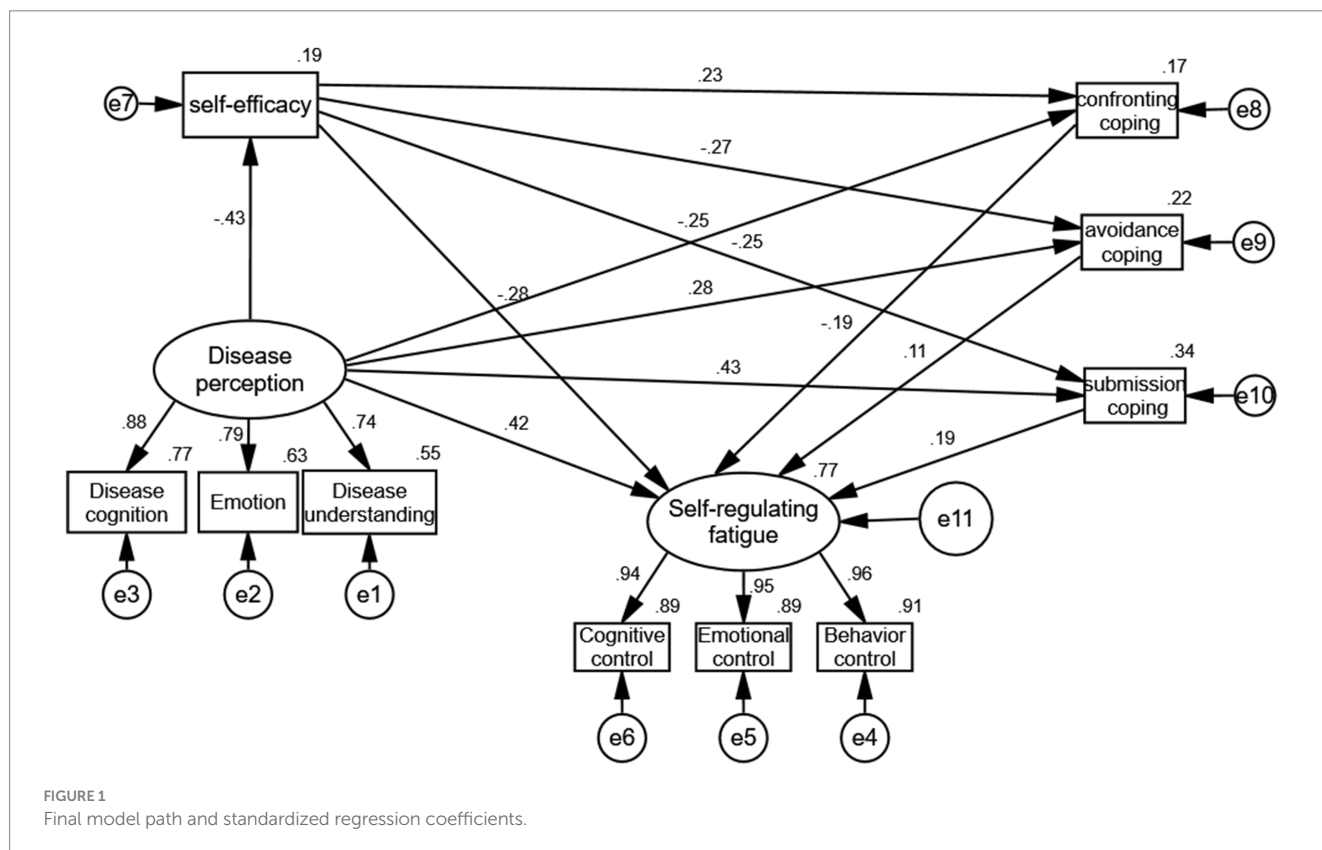 .19
.17
e7
self-efficacy
.23
confronting
coping
e8
-.27
.22
-.43
-.25
-.25
avoidance
coping
e9
-.28
.28
-.19
.34
Disease
perception
.11
.43
submission
coping
e10
.88
.79
.74
.42
.19
.77
.63
.55
.77
Disease
cognition
Emotion
Disease
understanding
Self-regulating
fatigue
e11
e3
e2
e1
.94
.95
.96
.89
.89
.91
Cognitive
control
Emotional
control
Behavior
control
e6
e5
e4
FIGURE 1
Final model path and standardized regression coefficients.